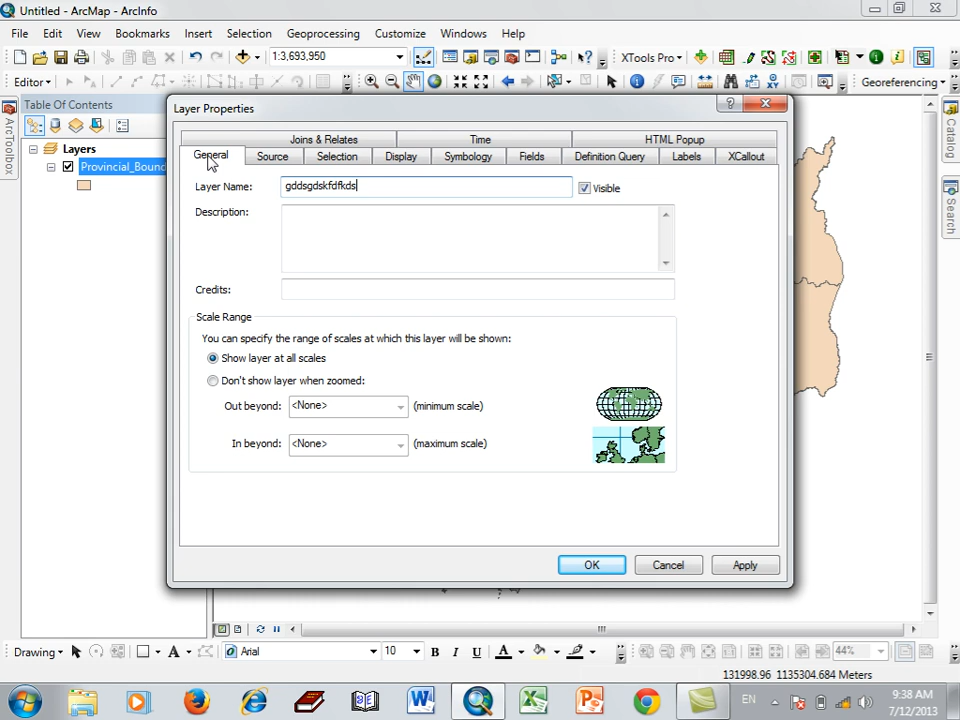 Untitled - ArcMap - ArcInfo
File Edit View Bookmarks Insert Selection Geoprocessing Customize Windows Help
1:3,693,950
XTools Pro
Editor
Georeferencing
Table Of Contents
ArcToolbox
Layers
Provincial_Bound
Catalog
Search
Layer Properties
Joins & Relates Time HTML Popup
General Source Selection Display Symbology Fields Definition Query Labels XCallout
Layer Name: gddsgdskfdfkds Visible
Description:
Credits:
Scale Range
You can specify the range of scales at which this layer will be shown:
Show layer at all scales
Don't show layer when zoomed:
Out beyond: <None> (minimum scale)
In beyond: <None> (maximum scale)
OK Cancel Apply
Drawing A Arial 10 B I U A 44%
131998.96 1135304.684 Meters
EN 9:38 AM
7/12/2013